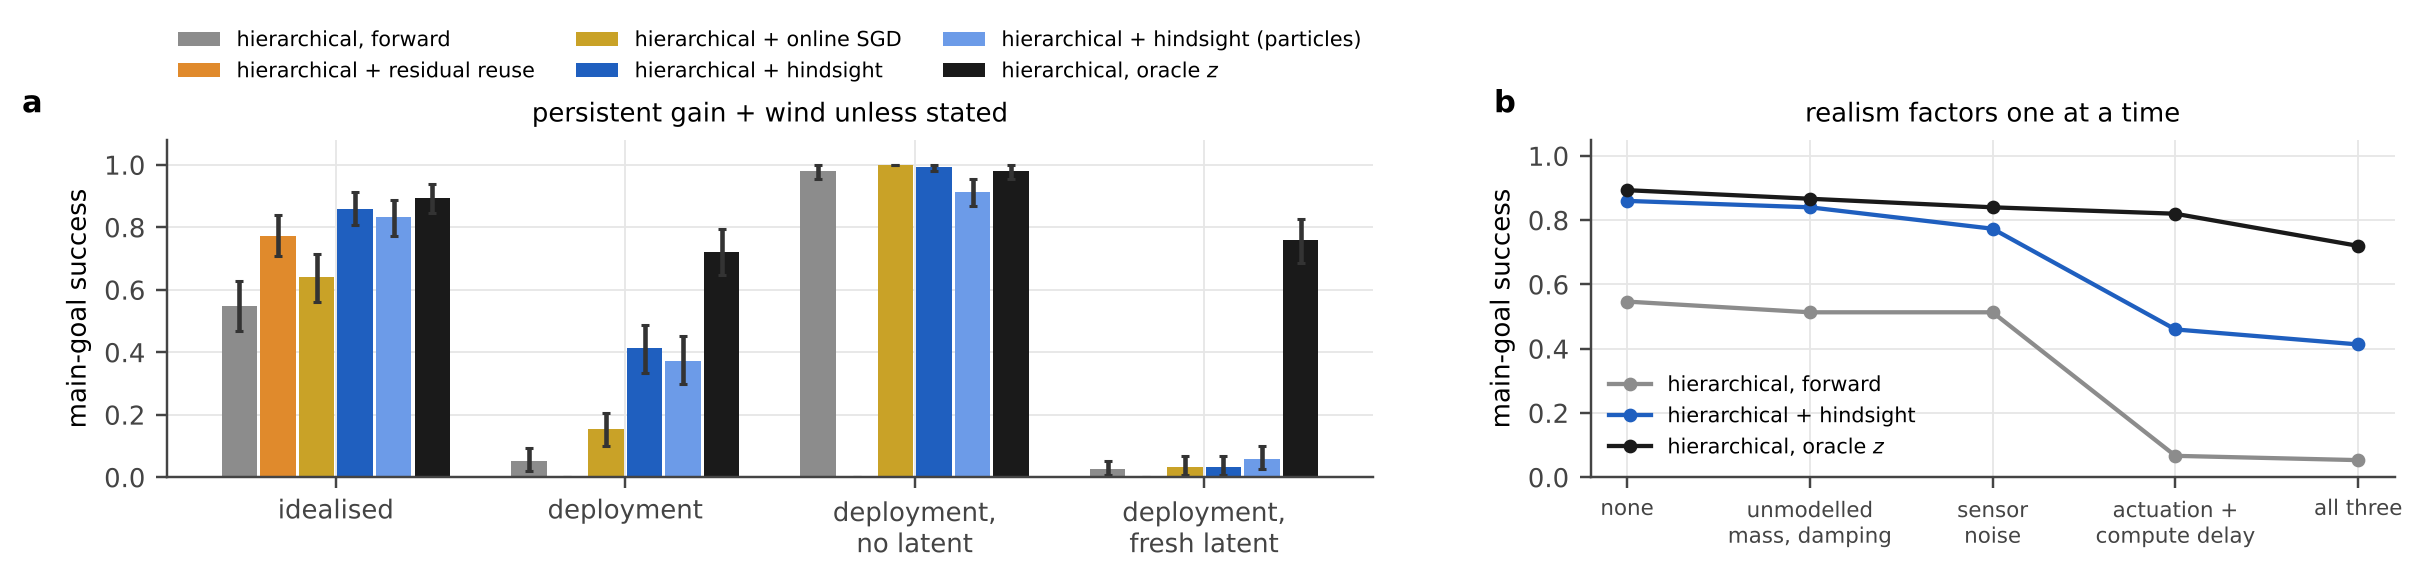 hierarchical, forward
hierarchical + residual reuse
hierarchical + online SGD
hierarchical + hindsight
hierarchical + hindsight (particles)
hierarchical, oracle z
a
persistent gain + wind unless stated
main-goal success
1.0
0.8
0.6
0.4
0.2
0.0
idealised
deployment
deployment,
no latent
deployment,
fresh latent
b
realism factors one at a time
main-goal success
1.0
0.8
0.6
0.4
0.2
0.0
hierarchical, forward
hierarchical + hindsight
hierarchical, oracle z
none
unmodelled
mass, damping
sensor
noise
actuation +
compute delay
all three